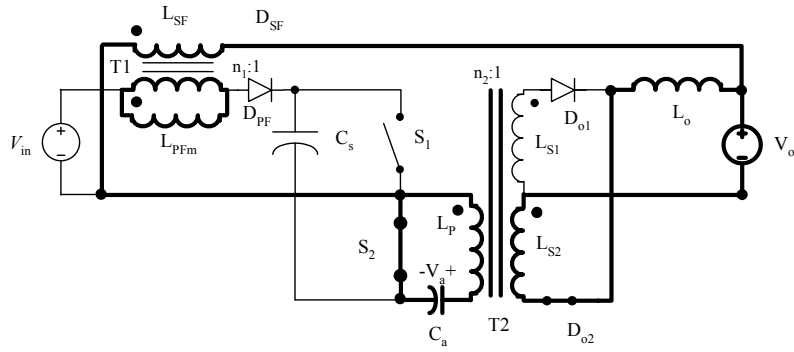 L_SF
D_SF
T1
n_1:1
D_PF
L_PFm
V_in
+
−
C_s
S_1
S_2
L_P
-V_a+
C_a
n_2:1
T2
L_S1
L_S2
D_o1
D_o2
L_o
+
−
V_o